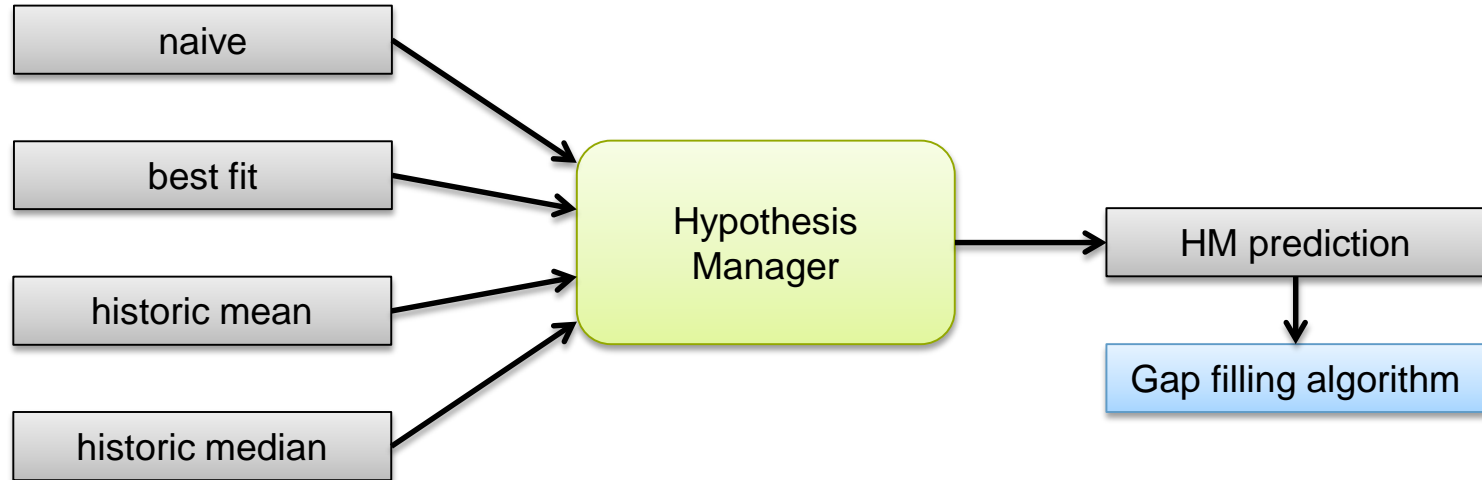 naive
best fit
historic mean
historic median
Hypothesis
Manager
HM prediction
Gap filling algorithm